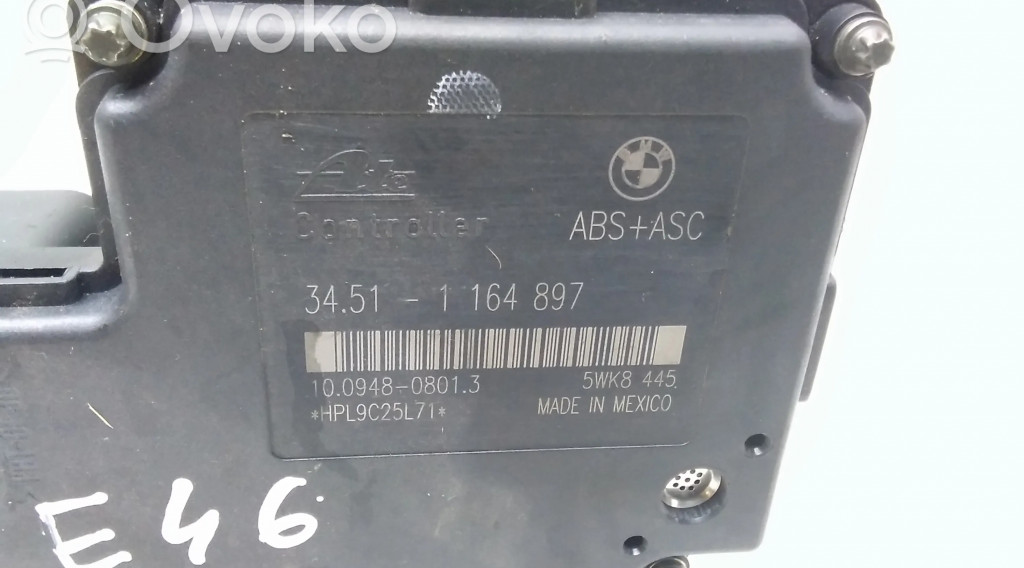 Ovoko
Ate
BMW
Controller
ABS+ASC
34.51 - 1 164 897
10.0948-0801.3
5WK8 445
*HPL9C25L71*
MADE IN MEXICO
E46